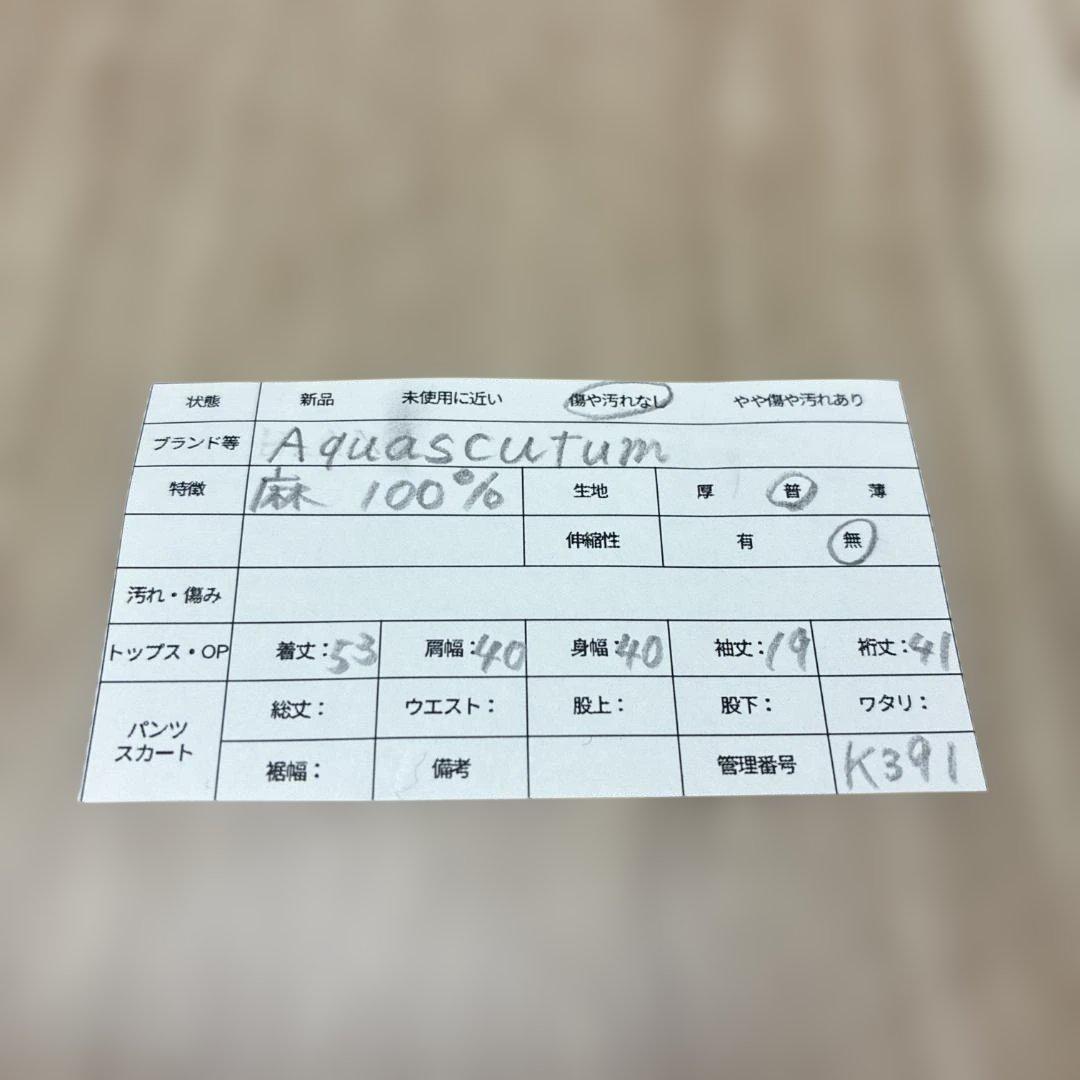 状態 新品 未使用に近い 傷や汚れなし やや傷や汚れあり
ブランド等 Aquascutum
特徴 麻 100% 生地 厚 普 薄
伸縮性 有 無
汚れ・傷み
トップス・OP 着丈:53 肩幅:40 身幅:40 袖丈:19 裄丈:41
パンツ スカート 総丈: ウエスト: 股上: 股下: ワタリ:
裾幅: 備考 管理番号 K391